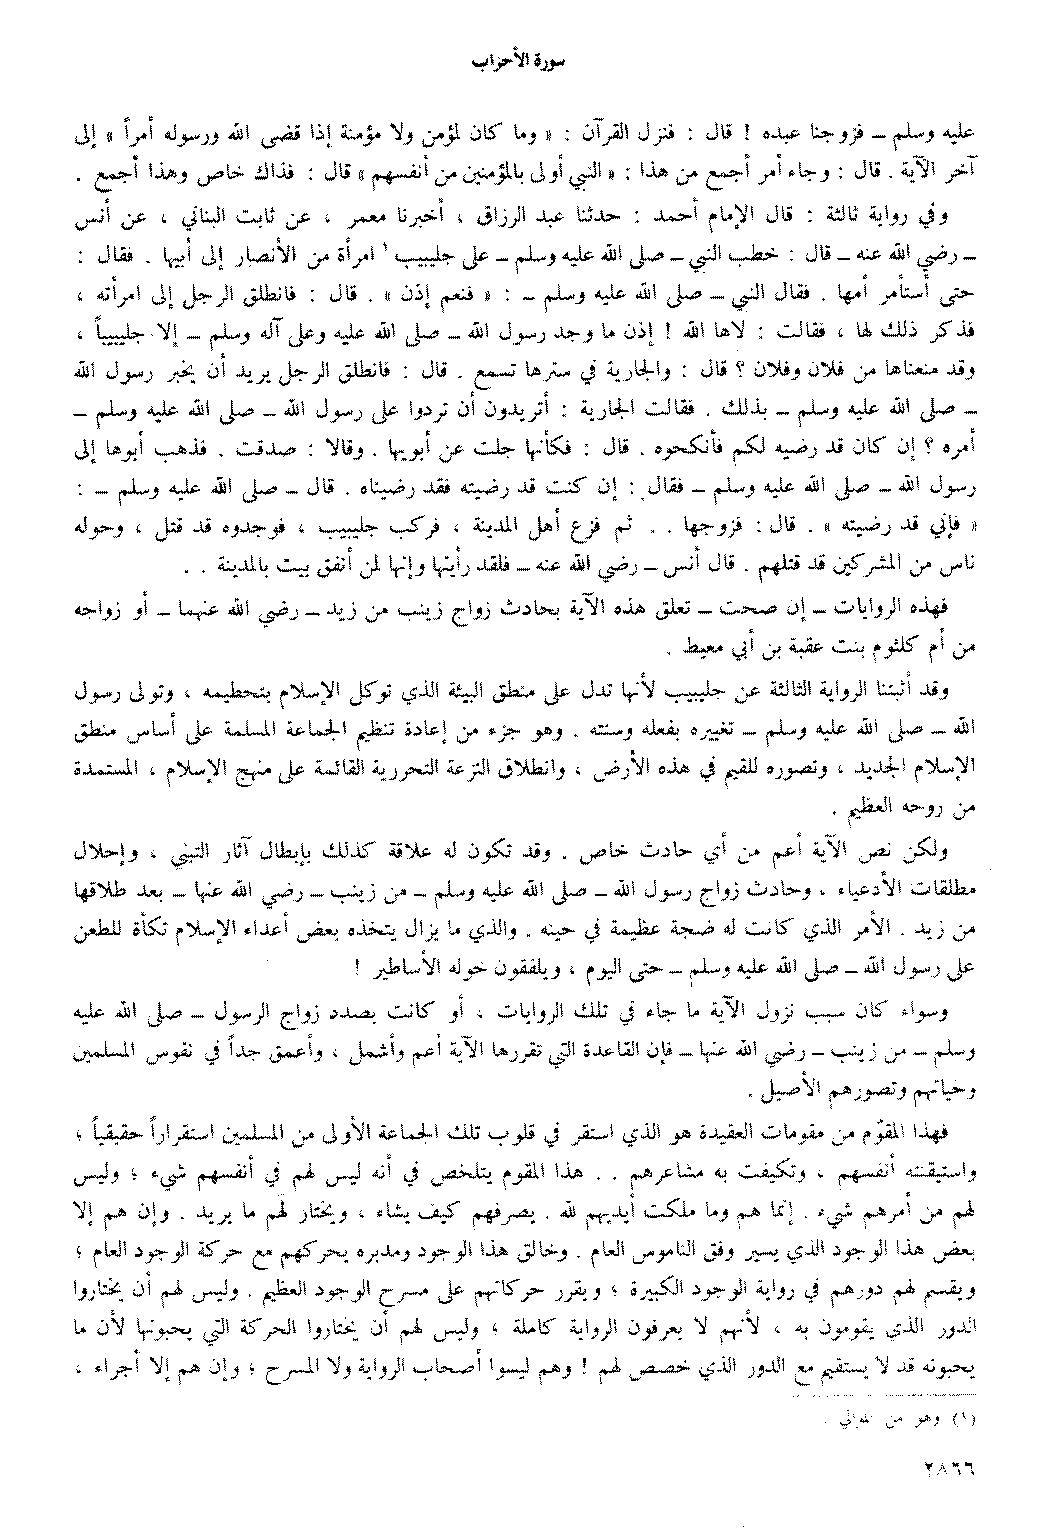 سورة الأحزاب
عليه وسلم – فزوجنا عبده ! قال : فنزل القرآن : « وما كان لمؤمن ولا مؤمنة إذا قضى الله ورسوله أمراً » إلى
آخر الآية . قال : وجاء أمر أجمع من هذا : « النبي أولى بالمؤمنين من أنفسهم » قال : فذاك خاص وهذا أجمع .
وفي رواية ثالثة : قال الإمام أحمد : حدثنا عبد الرزاق ، أخبرنا معمر ، عن ثابت البناني ، عن أنس
– رضي الله عنه – قال : خطب النبي – صلى الله عليه وسلم – على جليبيب ١ امرأة من الأنصار إلى أبيها . فقال :
حتى أستأمر أمها . فقال النبي – صلى الله عليه وسلم – : « فنعم إذن » . قال : فانطلق الرجل إلى امرأته ،
فذكر ذلك لها ، فقالت : لاها الله ! إذن ما وجد رسول الله – صلى الله عليه وعلى آله وسلم – إلا جليبيباً ،
وقد منعناها من فلان وفلان ؟ قال : والجارية في سترها تسمع . قال : فانطلق الرجل يريد أن يخبر رسول الله
– صلى الله عليه وسلم – بذلك . فقالت الجارية : أتريدون أن تردوا على رسول الله – صلى الله عليه وسلم –
أمره ؟ إن كان قد رضيه لكم فأنكحوه . قال : فكأنها جلت عن أبويها . وقالا : صدقت . فذهب أبوها إلى
رسول الله – صلى الله عليه وسلم – فقال : إن كنت قد رضيته فقد رضيناه . قال – صلى الله عليه وسلم – :
« فإني قد رضيته » . قال : فزوجها . . ثم فزع أهل المدينة ، فركب جليبيب ، فوجدوه قد قتل ، وحوله
ناس من المشركين قد قتلهم . قال أنس – رضي الله عنه – فلقد رأيتها وإنها لمن أنفق بيت بالمدينة . .
فهذه الروايات – إن صحت – تعلق هذه الآية بحادث زواج زينب من زيد – رضي الله عنهما – أو زواجه
من أم كلثوم بنت عقبة بن أبي معيط .
وقد أثبتنا الرواية الثالثة عن جليبيب لأنها تدل على منطق البيئة الذي توكل الإسلام بتحطيمه ، وتولى رسول
الله – صلى الله عليه وسلم – تغييره بفعله وسنته . وهو جزء من إعادة تنظيم الجماعة المسلمة على أساس منطق
الإسلام الجديد ، وتصوره للقيم في هذه الأرض ، وانطلاق النزعة التحررية القائمة على منهج الإسلام ، المستمدة
من روحه العظيم .
ولكن نص الآية أعم من أي حادث خاص . وقد تكون له علاقة كذلك بإبطال آثار التبني ، وإحلال
مطلقات الأدعياء ، وحادث زواج رسول الله – صلى الله عليه وسلم – من زينب – رضي الله عنها – بعد طلاقها
من زيد . الأمر الذي كانت له ضجة عظيمة في حينه . والذي ما يزال يتخذه بعض أعداء الإسلام تكأة للطعن
على رسول الله – صلى الله عليه وسلم – حتى اليوم ، ويلفقون حوله الأساطير !
وسواء كان سبب نزول الآية ما جاء في تلك الروايات ، أو كانت بصدد زواج الرسول – صلى الله عليه
وسلم – من زينب – رضي الله عنها – فإن القاعدة التي تقررها الآية أعم وأشمل ، وأعمق جداً في نفوس المسلمين
وحياتهم وتصورهم الأصيل .
فهذا المقوّم من مقومات العقيدة هو الذي استقر في قلوب تلك الجماعة الأولى من المسلمين استقراراً حقيقياً ؛
واستيقنته أنفسهم ، وتكيفت به مشاعرهم . . هذا المقوم يتلخص في أنه ليس لهم في أنفسهم شيء ؛ وليس
لهم من أمرهم شيء . إنما هم وما ملكت أيديهم لله . يصرفهم كيف يشاء ، ويختار لهم ما يريد . وإن هم إلا
بعض هذا الوجود الذي يسير وفق الناموس العام . وخالق هذا الوجود ومدبره يحركهم مع حركة الوجود العام ؛
ويقسم لهم دورهم في رواية الوجود الكبيرة ؛ ويقرر حركاتهم على مسرح الوجود العظيم . وليس لهم أن يختاروا
الدور الذي يقومون به ، لأنهم لا يعرفون الرواية كاملة ؛ وليس لهم أن يختاروا الحركة التي يحبونها لأن ما
يحبونه قد لا يستقيم مع الدور الذي خصص لهم ! وهم ليسوا أصحاب الرواية ولا المسرح ؛ وإن هم إلا أجراء ،
(١) وهو من الموالي .
٢٨٦٦